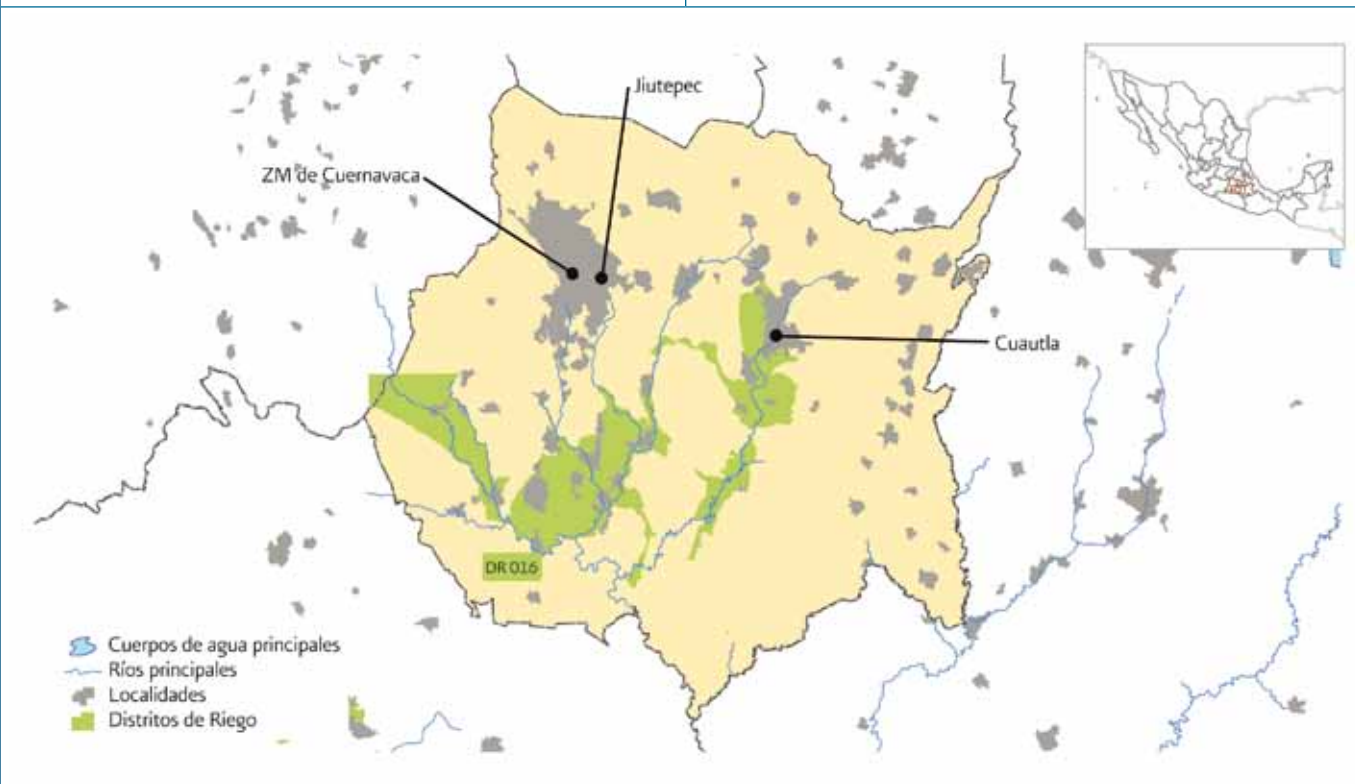 Jiutepec
ZM de Cuernavaca
Cuautla
DR 016
Cuerpos de agua principales
Ríos principales
Localidades
Distritos de Riego